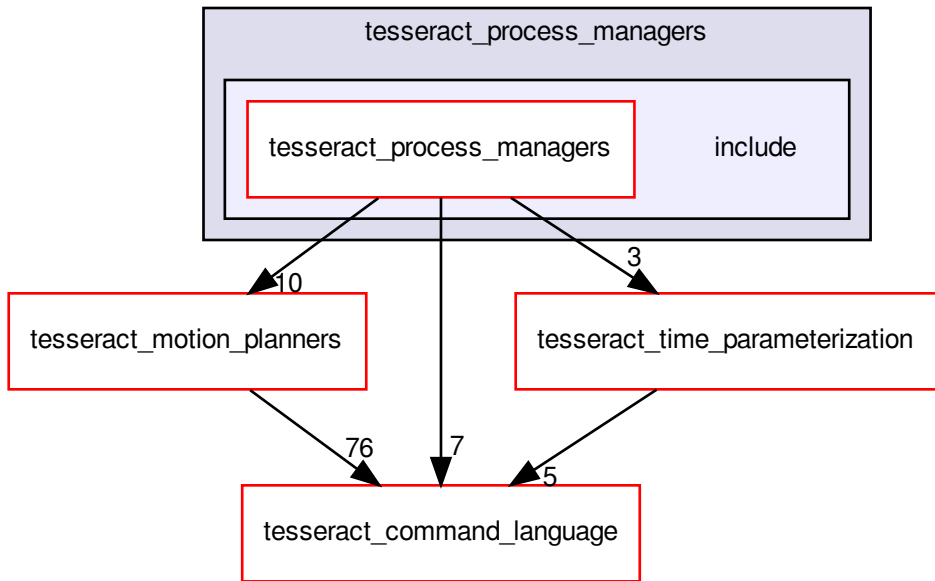 tesseract_process_managers
tesseract_process_managers
include
3
10
tesseract_motion_planners
tesseract_time_parameterization
76
7
5
tesseract_command_language